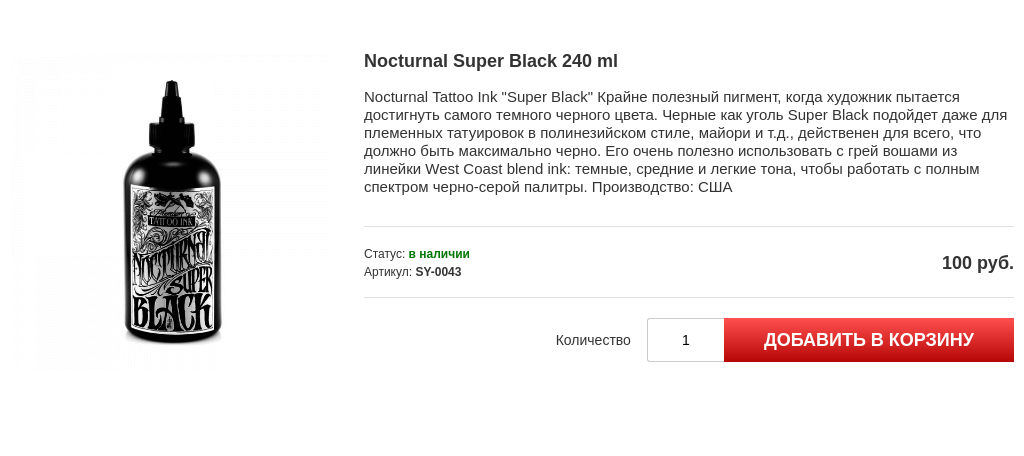 Nocturnal Super Black 240 ml
Nocturnal Tattoo Ink "Super Black" Крайне полезный пигмент, когда художник пытается
достигнуть самого темного черного цвета. Черные как уголь Super Black подойдет даже для
племенных татуировок в полинезийском стиле, майори и т.д., действенен для всего, что
должно быть максимально черно. Его очень полезно использовать с грей вошами из
линейки West Coast blend ink: темные, средние и легкие тона, чтобы работать с полным
спектром черно-серой палитры. Производство: США
Статус: в наличии
Артикул: SY-0043
100 руб.
Количество 1 ДОБАВИТЬ В КОРЗИНУ
TATTOO INK
NOCTURNAL
SUPER
BLACK